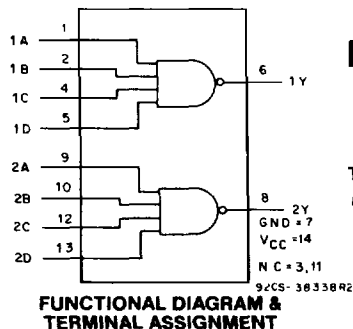 1
1A
2
1B
4
1C
5
1D
6
1Y
9
2A
10
2B
12
2C
13
2D
8
2Y
GND = 7
VCC = 14
NC = 3, 11
92CS-38338R2
FUNCTIONAL DIAGRAM &
TERMINAL ASSIGNMENT